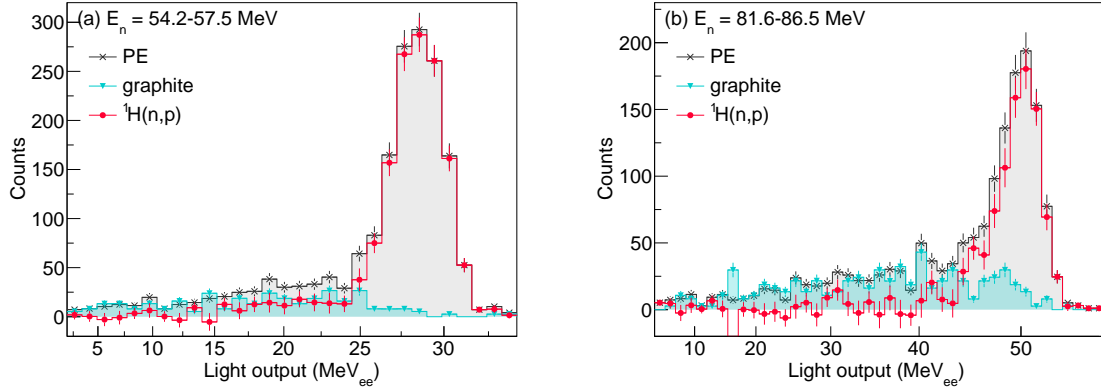 (a) E_n = 54.2-57.5 MeV
PE
graphite
¹H(n,p)
Counts
300
250
200
150
100
50
0
5 10 15 20 25 30
Light output (MeV_ee)
(b) E_n = 81.6-86.5 MeV
PE
graphite
¹H(n,p)
Counts
200
150
100
50
0
10 20 30 40 50
Light output (MeV_ee)